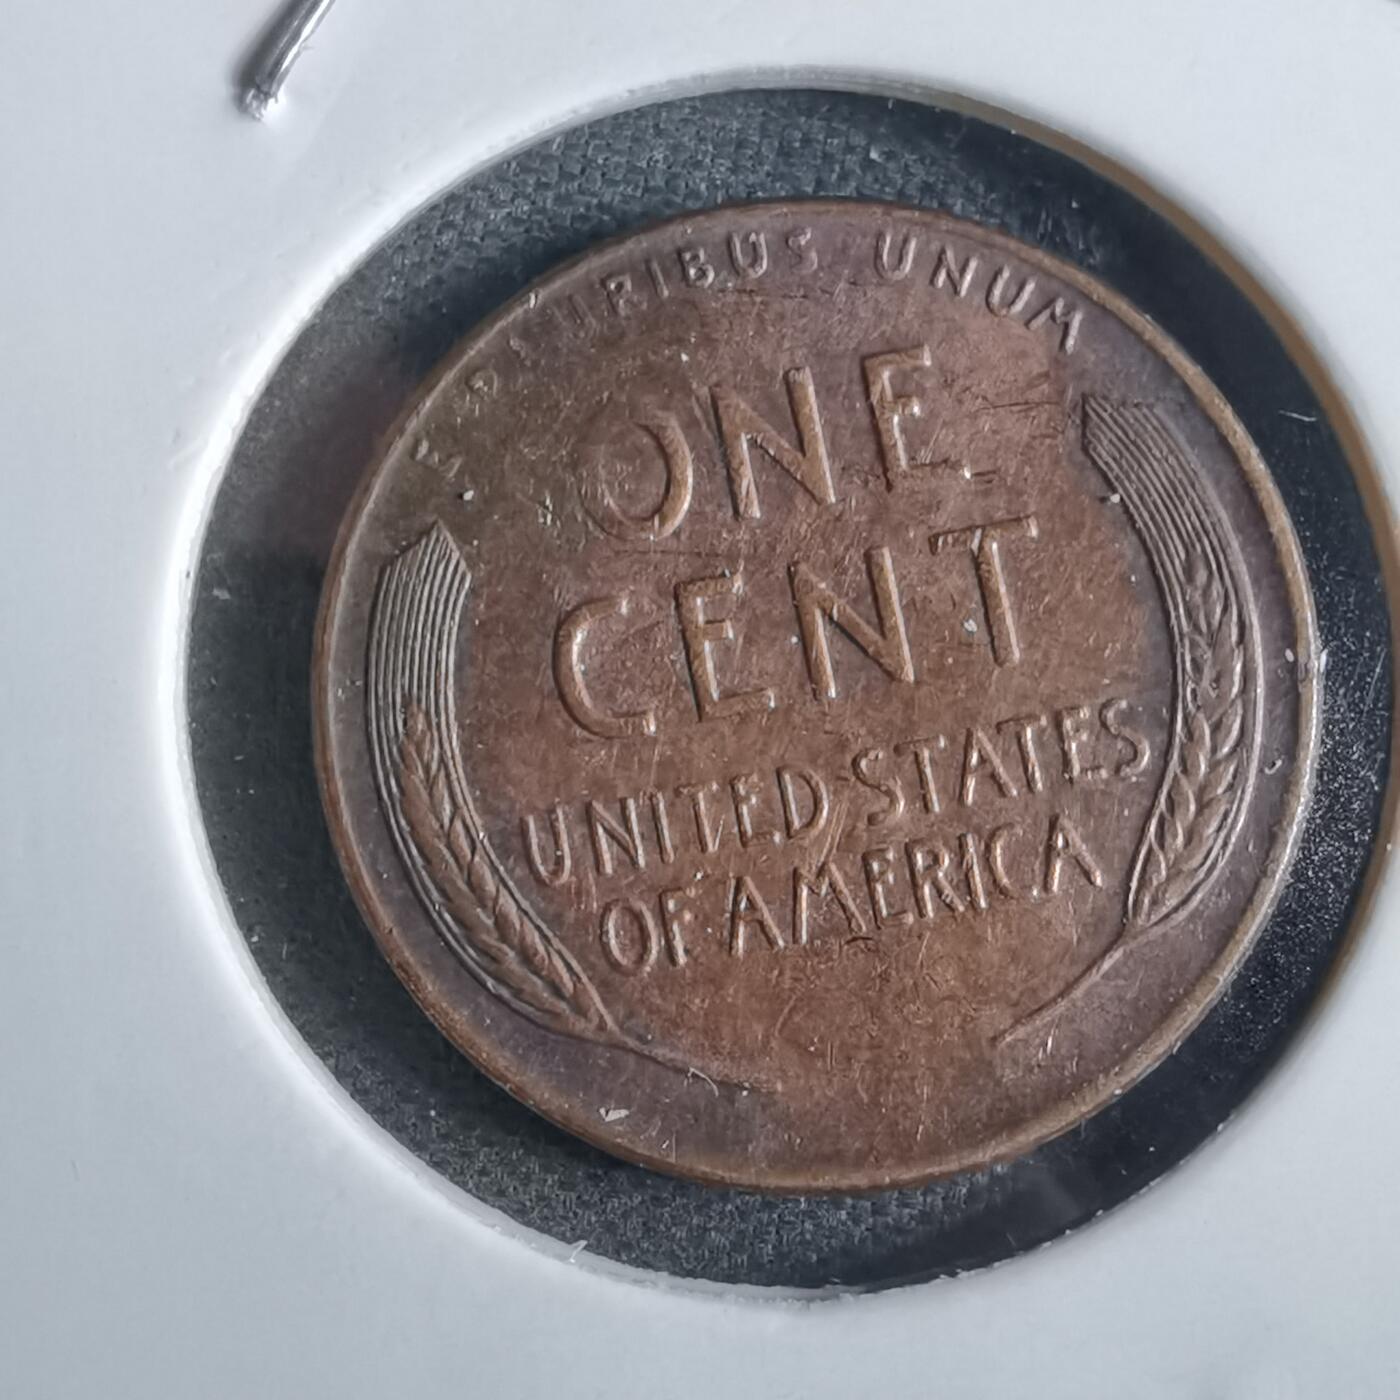 E P URIBUS UNUM
ONE
CENT
UNITED STATES
OF AMERICA